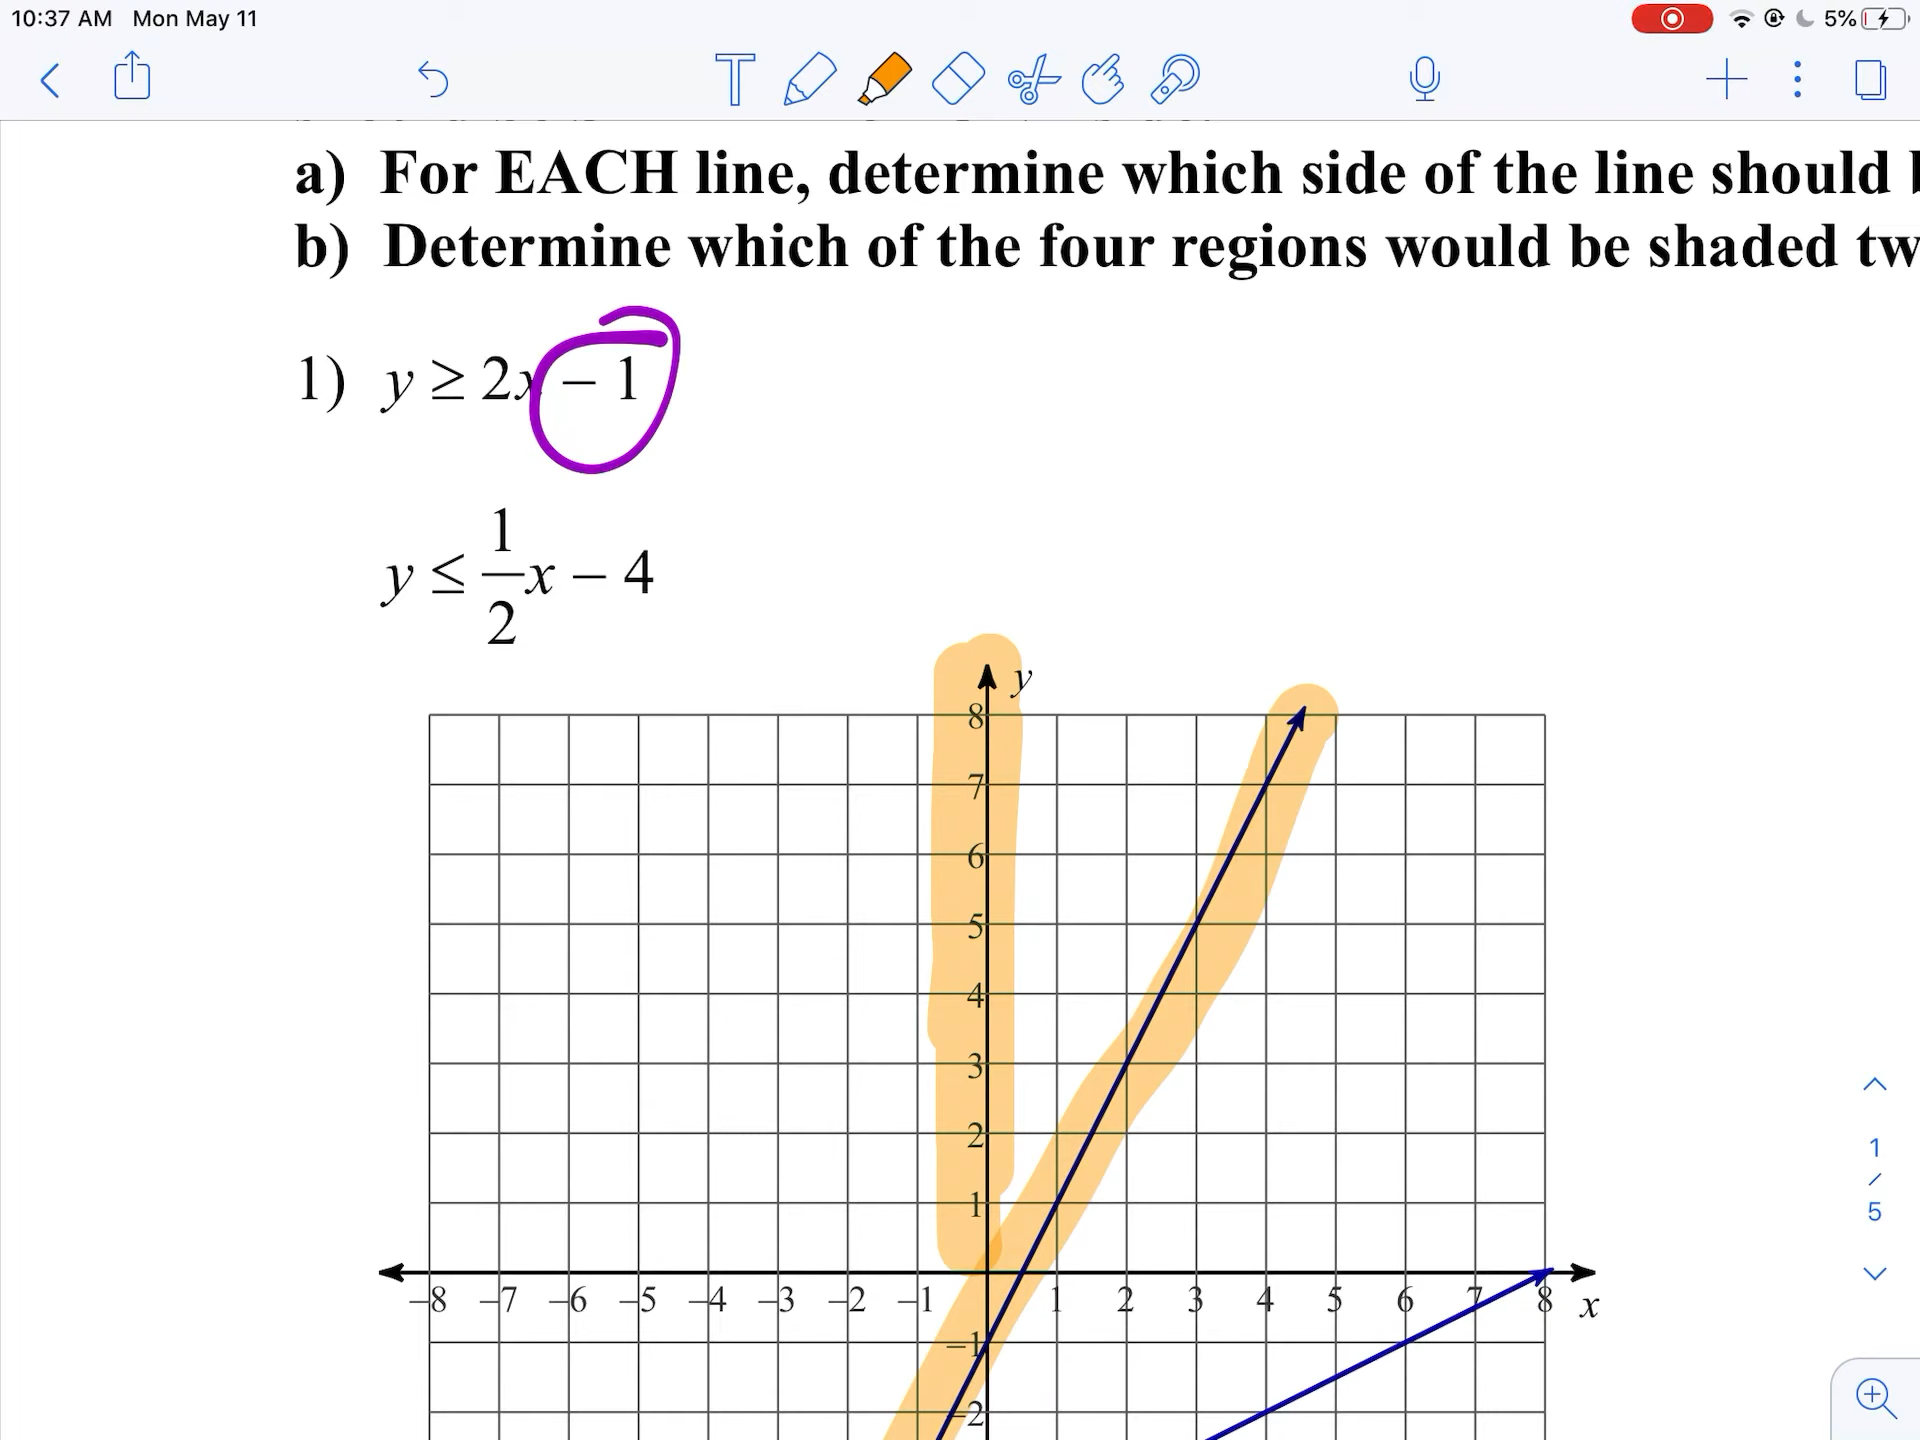 10:37 AM Mon May 11
5%
a) For EACH line, determine which side of the line should
b) Determine which of the four regions would be shaded tw
1) y ≥ 2x − 1
y ≤ 1/2 x − 4
y
8
7
6
5
4
3
2
1
−8 −7 −6 −5 −4 −3 −2 −1 1 2 3 4 5 6 7 8 x
−1
−2
1
/
5